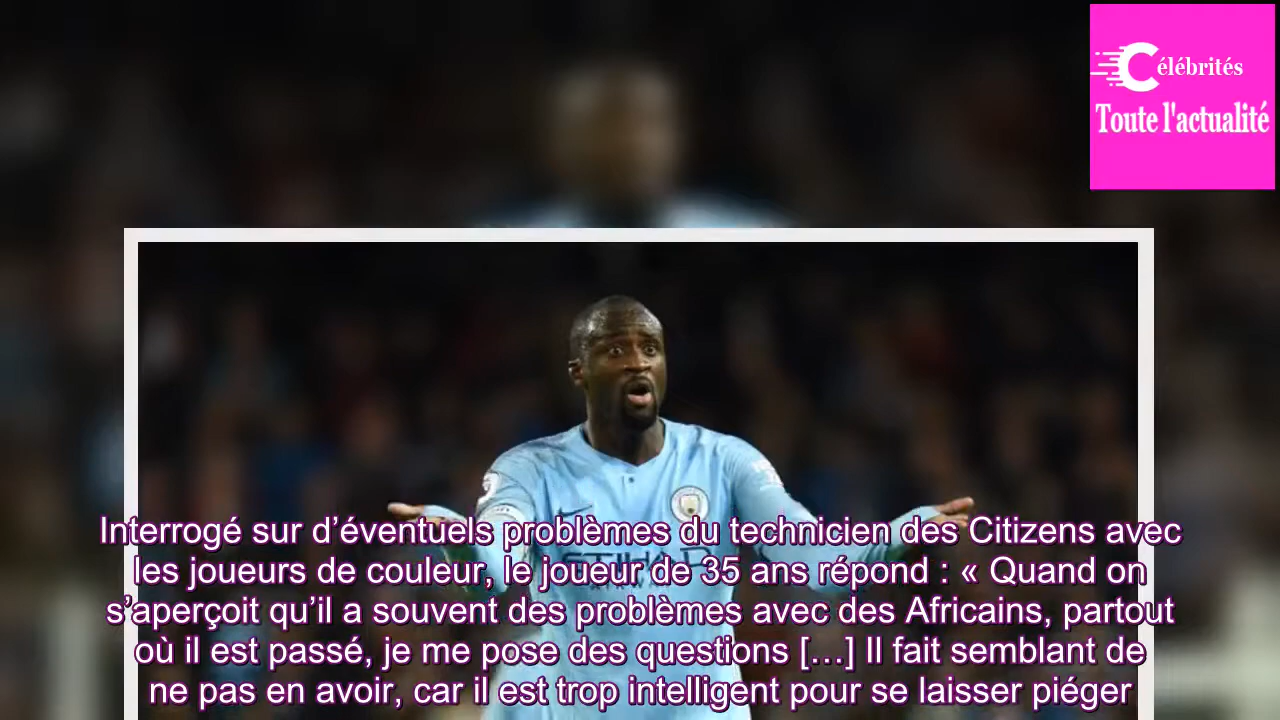 Célébrités
Toute l'actualité
ETIHAD
Interrogé sur d’éventuels problèmes du technicien des Citizens avec
les joueurs de couleur, le joueur de 35 ans répond : « Quand on
s’aperçoit qu’il a souvent des problèmes avec des Africains, partout
où il est passé, je me pose des questions […] Il fait semblant de
ne pas en avoir, car il est trop intelligent pour se laisser piéger